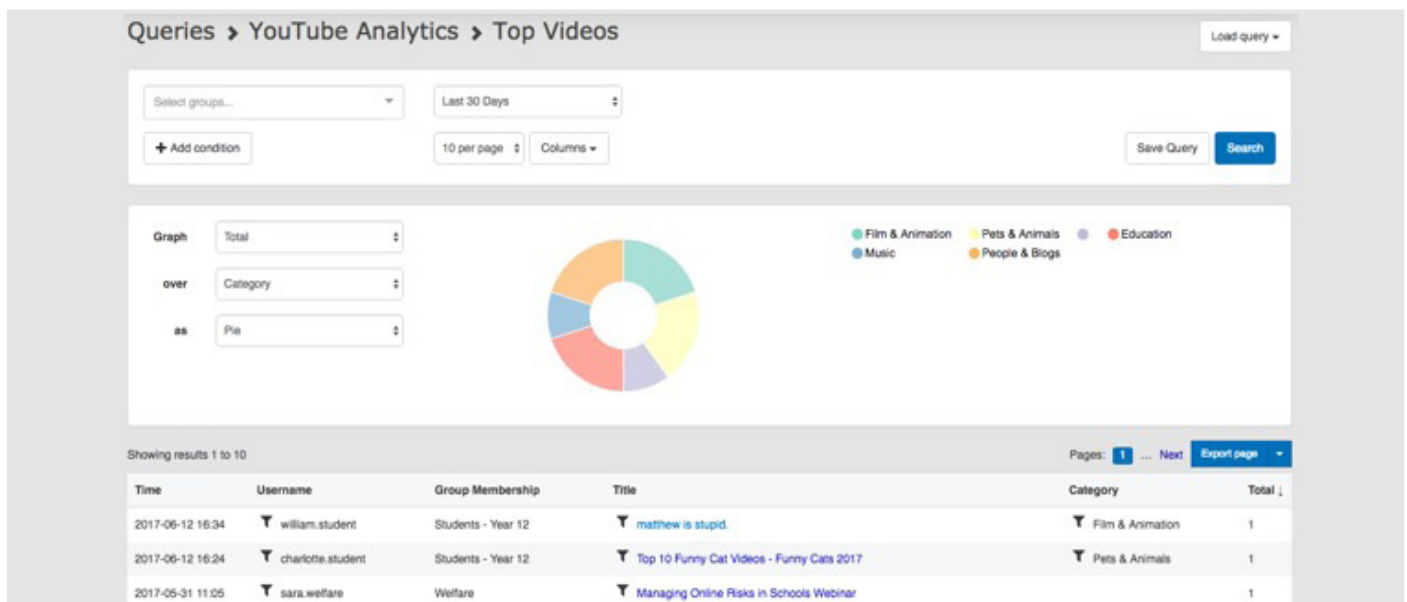 Queries > YouTube Analytics > Top Videos
Load query
Select groups...
Last 30 Days
+ Add condition
10 per page
Columns
Save Query
Search
Graph
Total
over
Category
as
Pie
Film & Animation
Pets & Animals
Education
Music
People & Blogs
Showing results 1 to 10
Pages: 1 ... Next
Export page
Time Username Group Membership Title Category Total ↓
2017-06-12 16:34 william.student Students - Year 12 matthew is stupid. Film & Animation 1
2017-06-12 16:24 charlotte.student Students - Year 12 Top 10 Funny Cat Videos - Funny Cats 2017 Pets & Animals 1
2017-05-31 11:05 sara.welfare Welfare Managing Online Risks in Schools Webinar 1